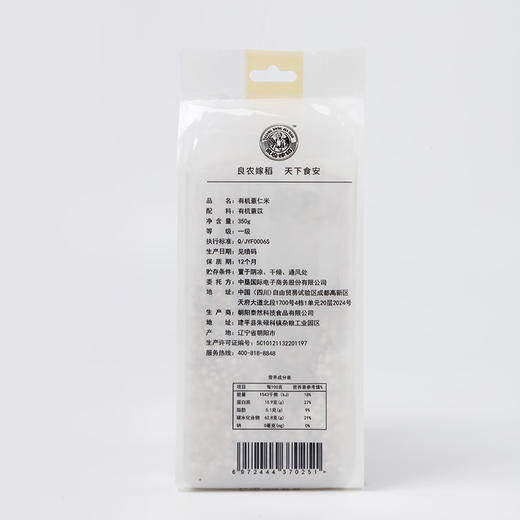 良农嫁稻 天下食安
品 名：有机薏仁米
配 料：有机薏苡
净 含 量：350g
等 级：一级
执行标准：Q/JYF0006S
生产日期：见喷码
保 质 期：12个月
贮存条件：置于阴凉、干燥、通风处
委 托 方：中垦国际电子商务股份有限公司
地 址：中国（四川）自由贸易试验区成都高新区
天府大道北段1700号4栋1单元20层2024号
生 产 商：朝阳泰然科技食品有限公司
地 址：建平县朱碌科镇杂粮工业园区
产 地：辽宁省朝阳市
生产许可证编号：SC10121132201197
服务热线：400-818-8848
营养成分表
项目 每100克 营养素参考值%
能量 1543千焦 (kJ) 18%
蛋白质 15.9克(g) 27%
脂肪 5.1克(g) 9%
碳水化合物 62.8克(g) 21%
钠 0毫克(mg) 0%
6 972444 370251 >